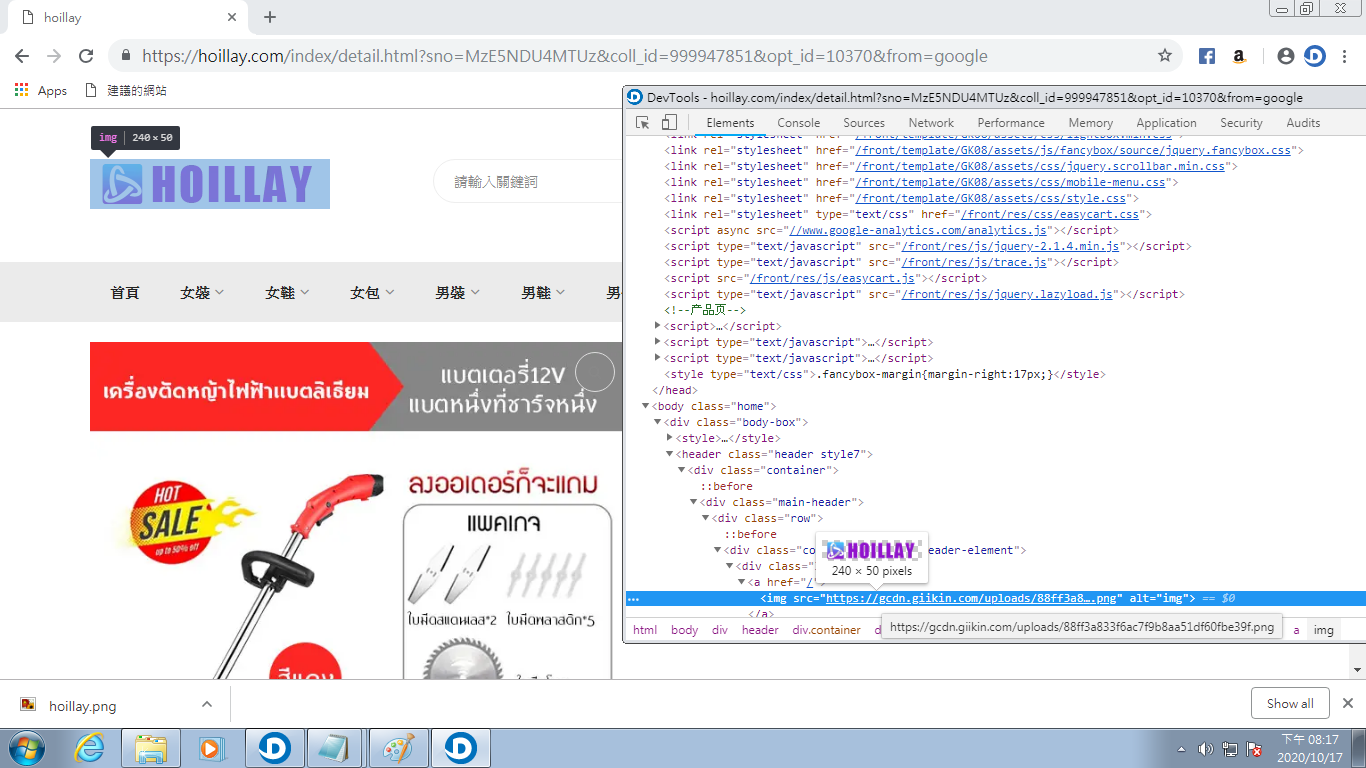 hoillay
https://hoillay.com/index/detail.html?sno=MzE5NDU4MTUz&coll_id=999947851&opt_id=10370&from=google
Apps
建議的網站
img 240 × 50
HOILLAY
請輸入關鍵詞
首頁 女裝 女鞋 女包 男裝 男鞋 男
เครื่องตัดหญ้าไฟฟ้าแบตลิเธียม
แบตเตอรี่12V
แบตหนึ่งที่ชาร์จหนึ่ง
HOT
SALE
up to 50% off
ลงออเดอร์ก็จะแถม
แพคเกจ
ใบมีดสแตนเลส*2 ใบมีดพลาสติก*5
สีแดง
DevTools - hoillay.com/index/detail.html?sno=MzE5NDU4MTUz&coll_id=999947851&opt_id=10370&from=google
Elements Console Sources Network Performance Memory Application Security Audits
<link rel="stylesheet" href="/front/template/GK08/assets/css/lightbox.min.css">
<link rel="stylesheet" href="/front/template/GK08/assets/js/fancybox/source/jquery.fancybox.css">
<link rel="stylesheet" href="/front/template/GK08/assets/css/jquery.scrollbar.min.css">
<link rel="stylesheet" href="/front/template/GK08/assets/css/mobile-menu.css">
<link rel="stylesheet" href="/front/template/GK08/assets/css/style.css">
<link rel="stylesheet" type="text/css" href="/front/res/css/easycart.css">
<script async src="//www.google-analytics.com/analytics.js"></script>
<script type="text/javascript" src="/front/res/js/jquery-2.1.4.min.js"></script>
<script type="text/javascript" src="/front/res/js/trace.js"></script>
<script src="/front/res/js/easycart.js"></script>
<script type="text/javascript" src="/front/res/js/jquery.lazyload.js"></script>
<!--产品页-->
<script>…</script>
<script type="text/javascript">…</script>
<script type="text/javascript">…</script>
<style type="text/css">.fancybox-margin{margin-right:17px;}</style>
</head>
<body class="home">
<div class="body-box">
<style>…</style>
<header class="header style7">
<div class="container">
::before
<div class="main-header">
<div class="row">
::before
<div class="co eader-element">
<div class="
<a href="/
HOILLAY
240 × 50 pixels
<img src="https://gcdn.giikin.com/uploads/88ff3a8….png" alt="img"> == $0
</a>
html body div header div.container d a img
https://gcdn.giikin.com/uploads/88ff3a833f6ac7f9b8aa51df60fbe39f.png
hoillay.png
Show all
下午 08:17
2020/10/17